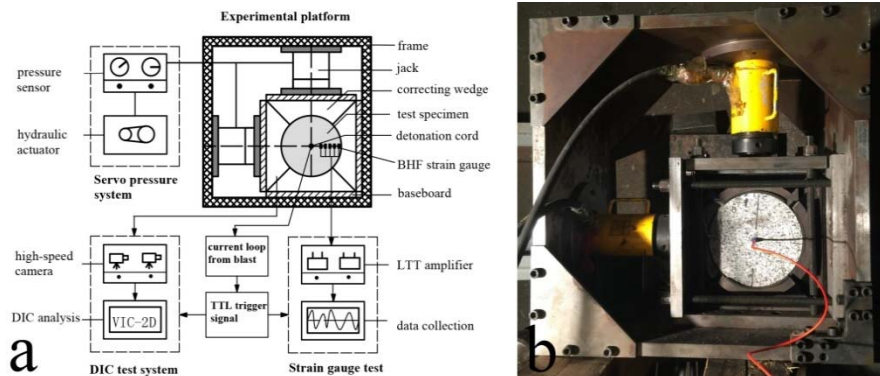 Experimental platform
frame
jack
correcting wedge
test specimen
detonation cord
BHF strain gauge
baseboard
pressure
sensor
hydraulic
actuator
Servo pressure
system
high-speed
camera
DIC analysis
VIC-2D
DIC test system
current loop
from blast
TTL trigger
signal
LTT amplifier
data collection
Strain gauge test
a
b